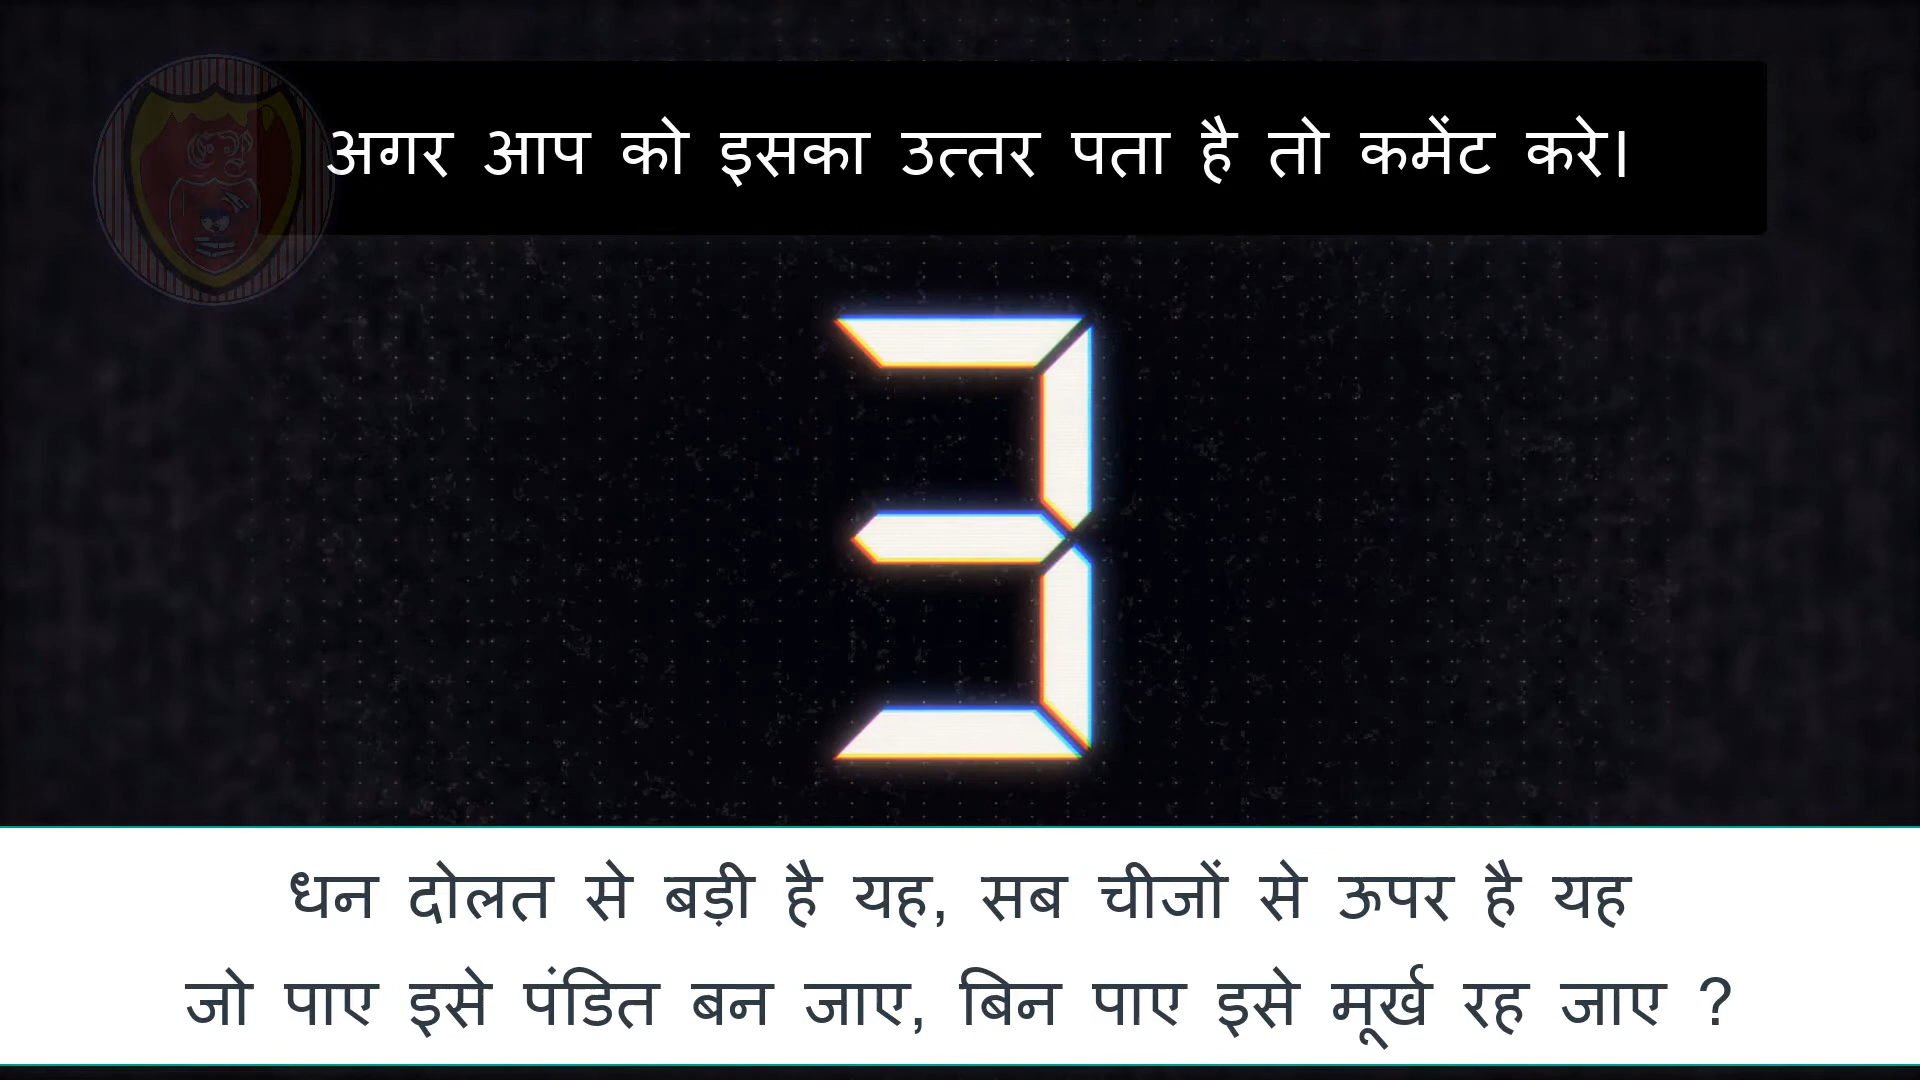 अगर आप को इसका उत्तर पता है तो कमेंट करे।
3
धन दोलत से बड़ी है यह, सब चीजों से ऊपर है यह
जो पाए इसे पंडित बन जाए, बिन पाए इसे मूर्ख रह जाए ?